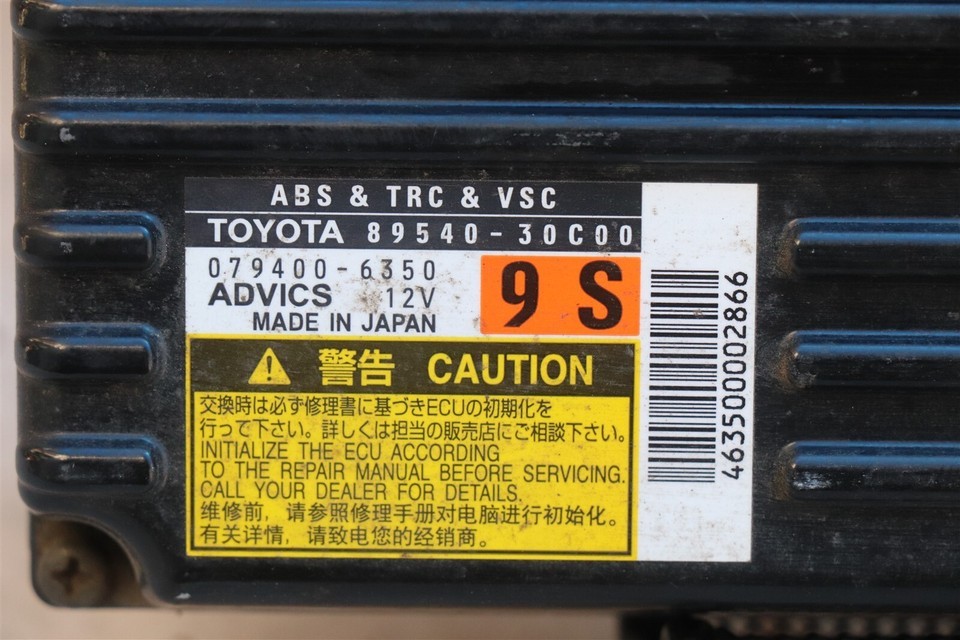 ABS & TRC & VSC
TOYOTA 89540-30C00
079400-6350
ADVICS 12V
MADE IN JAPAN
9 S
463500002866
警告 CAUTION
交換時は必ず修理書に基づきECUの初期化を
行って下さい。詳しくは担当の販売店にご相談下さい。
INITIALIZE THE ECU ACCORDING
TO THE REPAIR MANUAL BEFORE SERVICING.
CALL YOUR DEALER FOR DETAILS.
维修前，请参照修理手册对电脑进行初始化。
有关详情，请致电您的经销商。